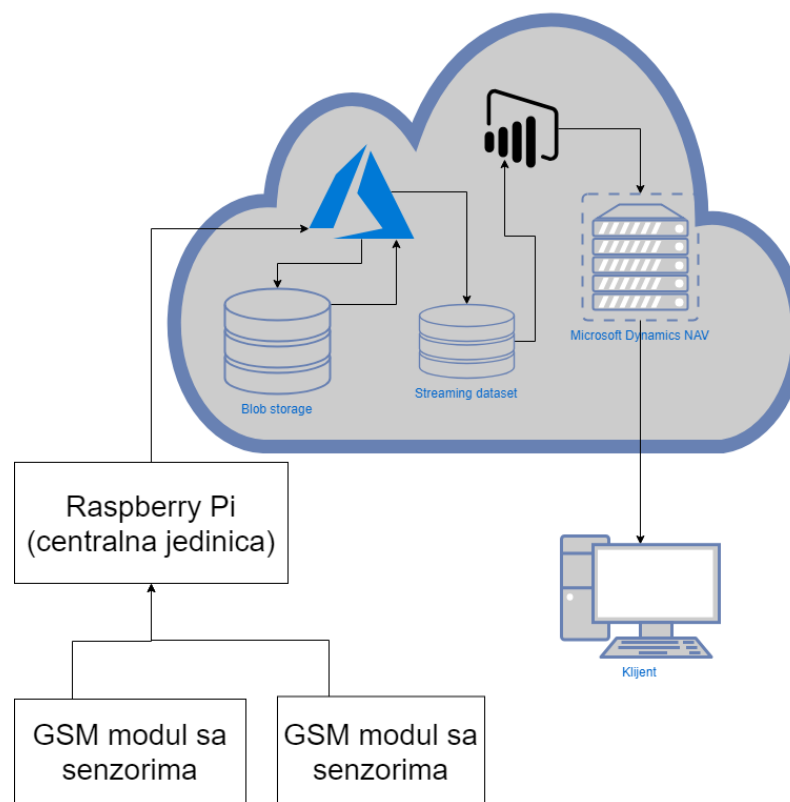 Microsoft Dynamics NAV
Blob storage
Streaming dataset
Raspberry Pi
(centralna jedinica)
Klijent
GSM modul sa
senzorima
GSM modul sa
senzorima